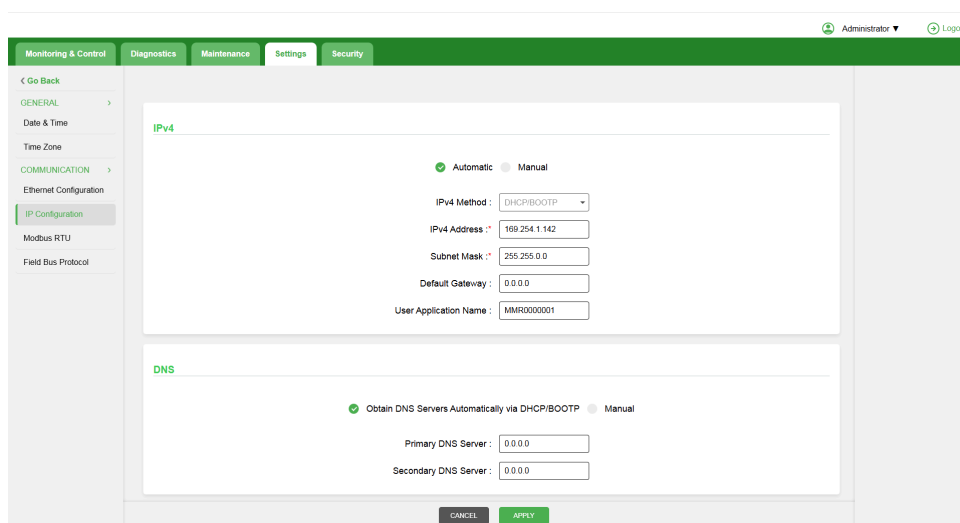 Administrator ▼
Logo
Monitoring & Control Diagnostics Maintenance Settings Security
Go Back
GENERAL
Date & Time
Time Zone
COMMUNICATION
Ethernet Configuration
IP Configuration
Modbus RTU
Field Bus Protocol
IPv4
Automatic Manual
IPv4 Method : DHCP/BOOTP
IPv4 Address :* 169.254.1.142
Subnet Mask :* 255.255.0.0
Default Gateway : 0.0.0.0
User Application Name : MMR0000001
DNS
Obtain DNS Servers Automatically via DHCP/BOOTP Manual
Primary DNS Server : 0.0.0.0
Secondary DNS Server : 0.0.0.0
CANCEL APPLY